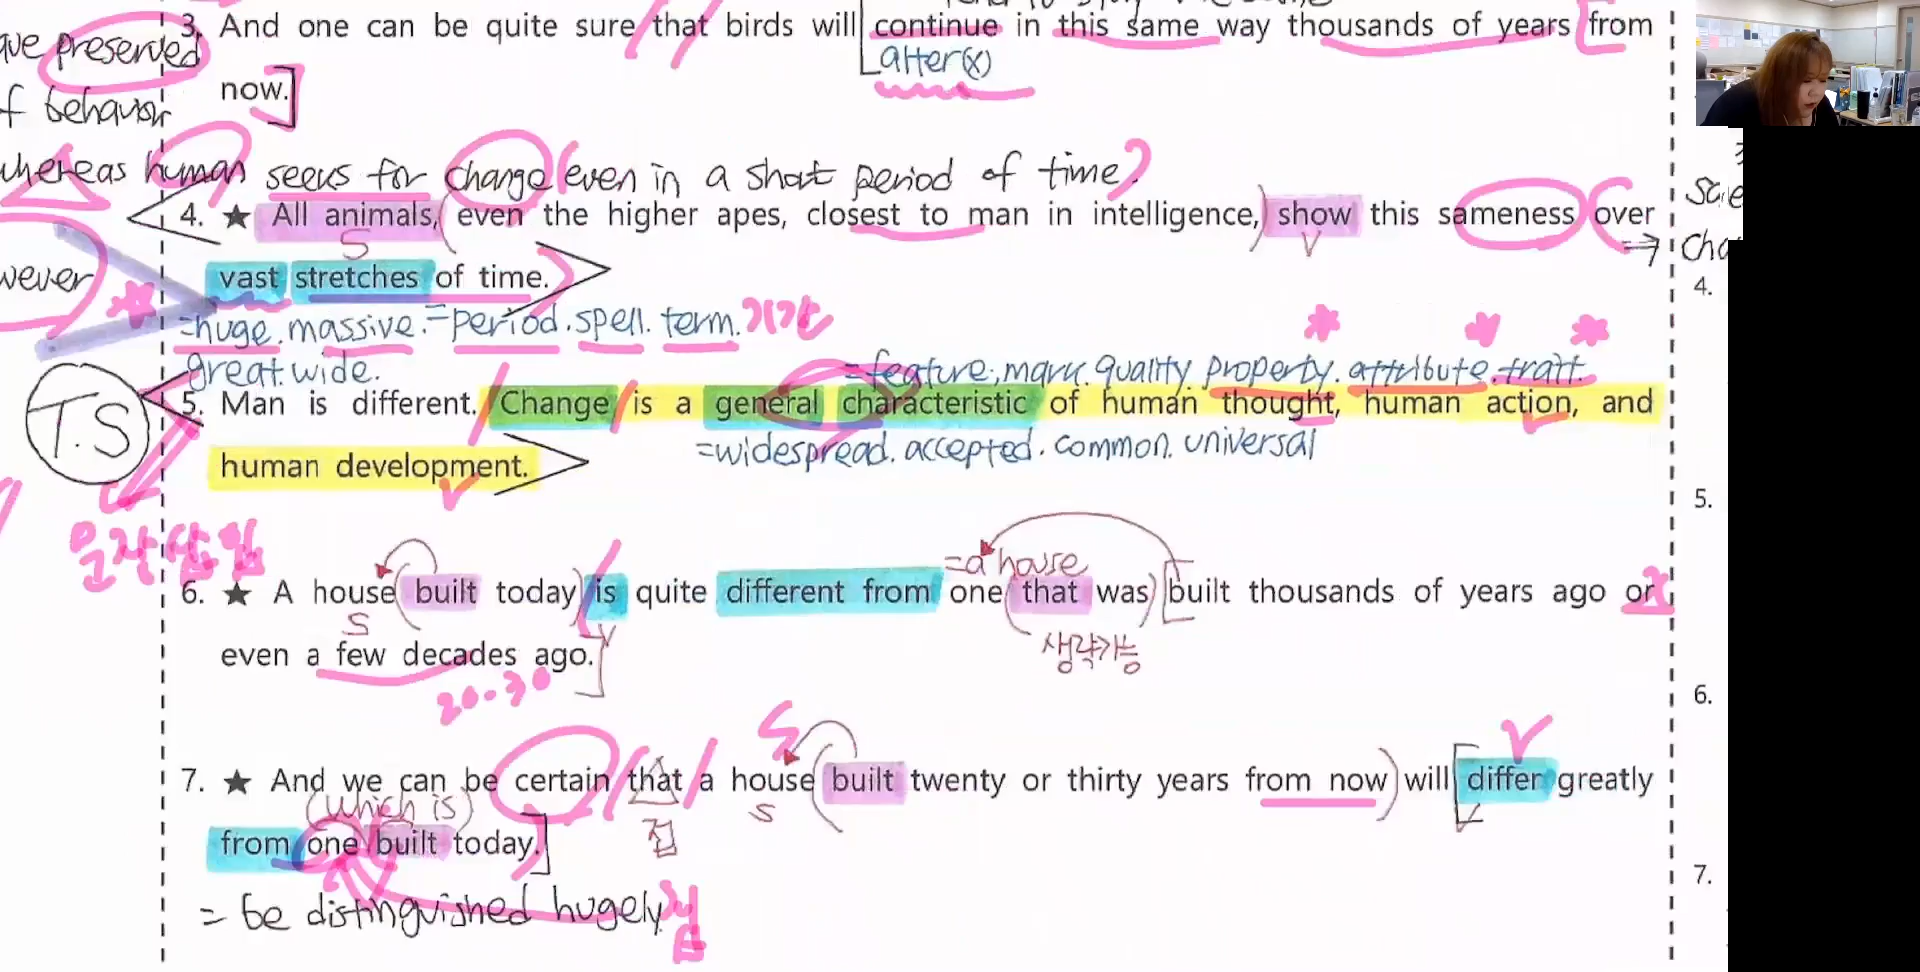 3. And one can be quite sure that birds will continue in this same way thousands of years from
preserved
alter(x)
now.
f behavior
whereas human seeks for change (even in a short period of time)
4. ★ All animals, even the higher apes, closest to man in intelligence, show this sameness over
S
V
wever
vast stretches of time.
4.
=huge. massive. =period. spell. term. 기간
great. wide.
=feature, mark, quality. property. attribute. trait.
T.S
5. Man is different. Change is a general characteristic of human thought, human action, and
=widespread. accepted. common. universal
human development.
5.
문장삽입
=a house
6. ★ A house built today is quite different from one that was built thousands of years ago or
S
V
생략가능
even a few decades ago.
20-30
6.
7. ★ And we can be certain that a house built twenty or thirty years from now will differ greatly
(which is)
접
S
V
from one built today.
7.
= be distinguished hugely